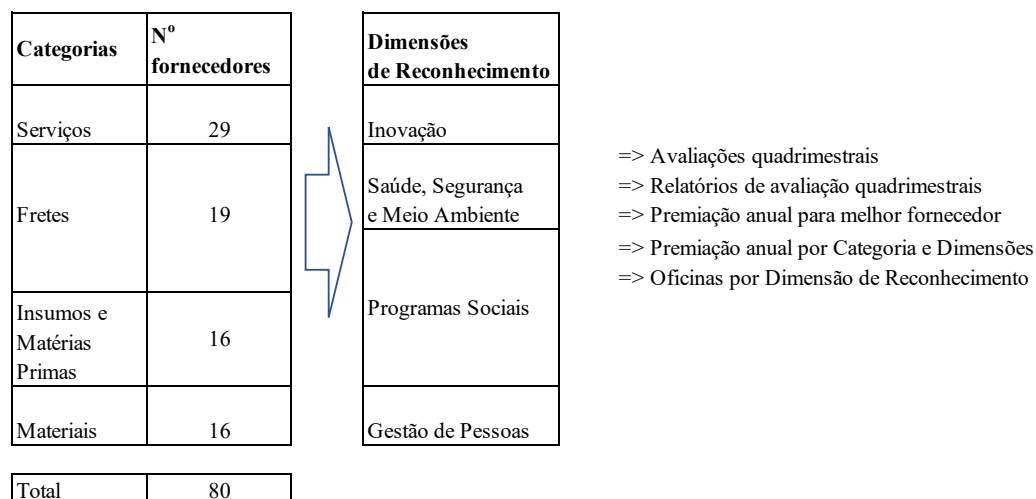 Categorias
Nº
fornecedores
Serviços
29
Fretes
19
Insumos e
Matérias
Primas
16
Materiais
16
Total
80
Dimensões
de Reconhecimento
Inovação
Saúde, Segurança
e Meio Ambiente
Programas Sociais
Gestão de Pessoas
=> Avaliações quadrimestrais
=> Relatórios de avaliação quadrimestrais
=> Premiação anual para melhor fornecedor
=> Premiação anual por Categoria e Dimensões
=> Oficinas por Dimensão de Reconhecimento